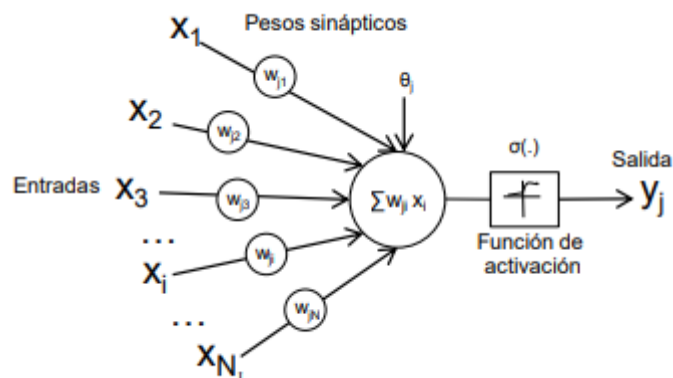 Pesos sinápticos
x1
wj1
θj
x2
wj2
σ(.)
Salida
Entradas
x3
wj3
∑wji xi
yj
...
Función de
activación
xi
wji
...
xN,
wjN